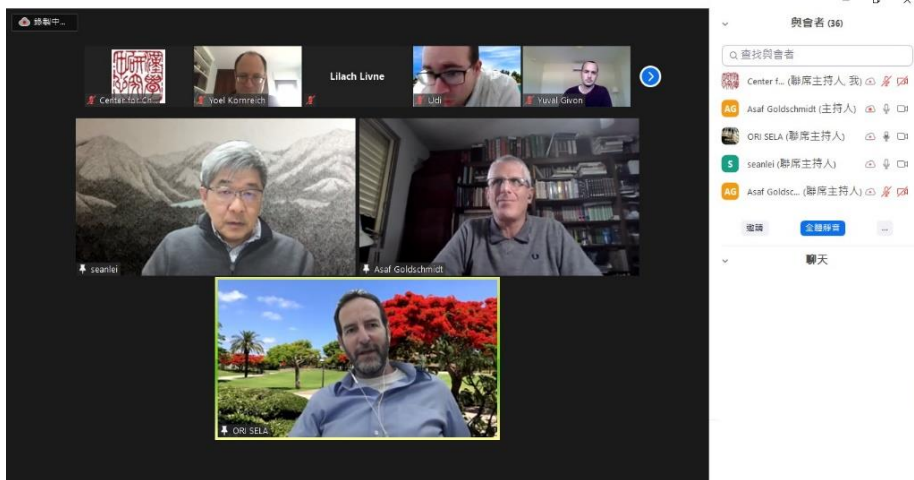 錄製中...
Center for Ch...
Yoel Kornreich
Lilach Livne
Udi
Yuval Givon
seanlei
Asaf Goldschmidt
ORI SELA
與會者 (36)
查找與會者
Center f... (聯席主持人, 我)
AG Asaf Goldschmidt (主持人)
ORI SELA (聯席主持人)
S seanlei (聯席主持人)
AG Asaf Goldsc... (聯席主持人)
邀請 全體靜音 ...
聊天